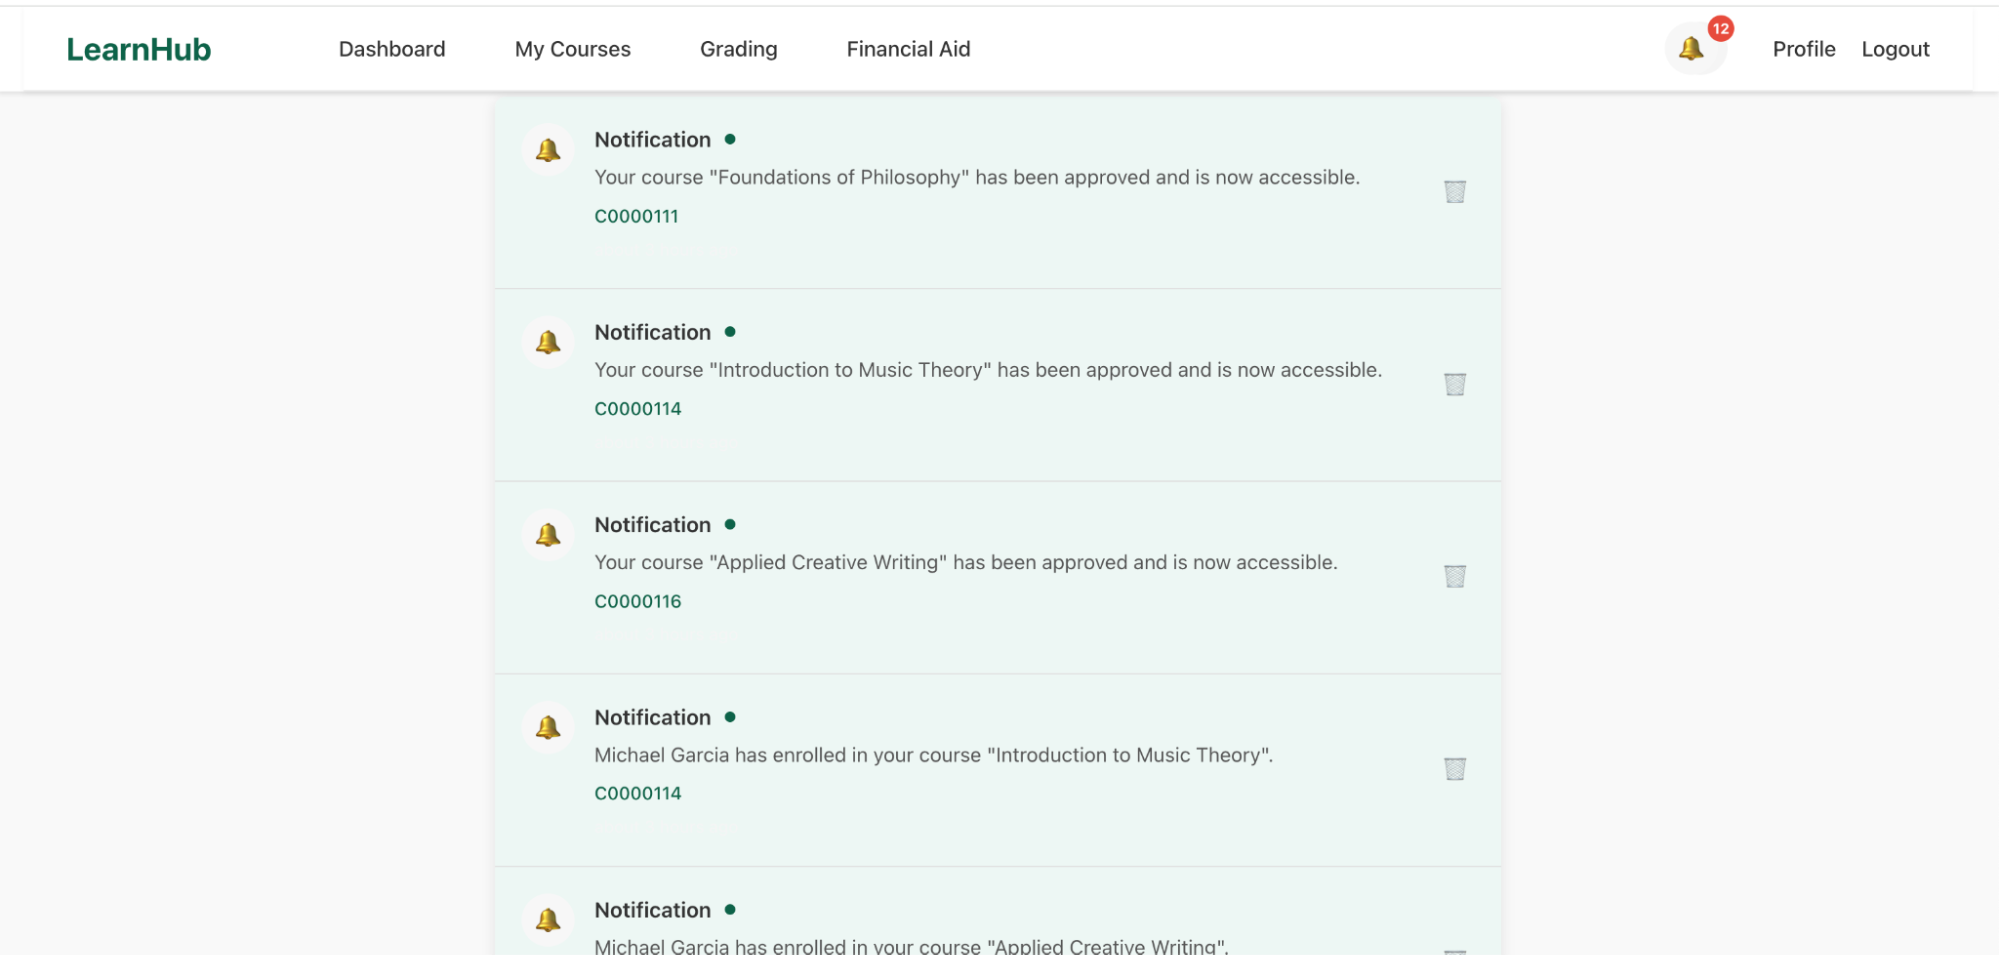 LearnHub Dashboard My Courses Grading Financial Aid 12 Profile Logout
Notification
Your course "Foundations of Philosophy" has been approved and is now accessible.
C0000111
Notification
Your course "Introduction to Music Theory" has been approved and is now accessible.
C0000114
Notification
Your course "Applied Creative Writing" has been approved and is now accessible.
C0000116
Notification
Michael Garcia has enrolled in your course "Introduction to Music Theory".
C0000114
Notification
Michael Garcia has enrolled in your course "Applied Creative Writing".